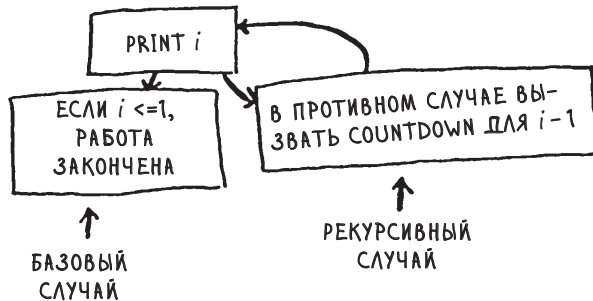 PRINT i
ЕСЛИ i <=1,
РАБОТА
ЗАКОНЧЕНА
В ПРОТИВНОМ СЛУЧАЕ ВЫ-
ЗВАТЬ COUNTDOWN ДЛЯ i-1
БАЗОВЫЙ
СЛУЧАЙ
РЕКУРСИВНЫЙ
СЛУЧАЙ